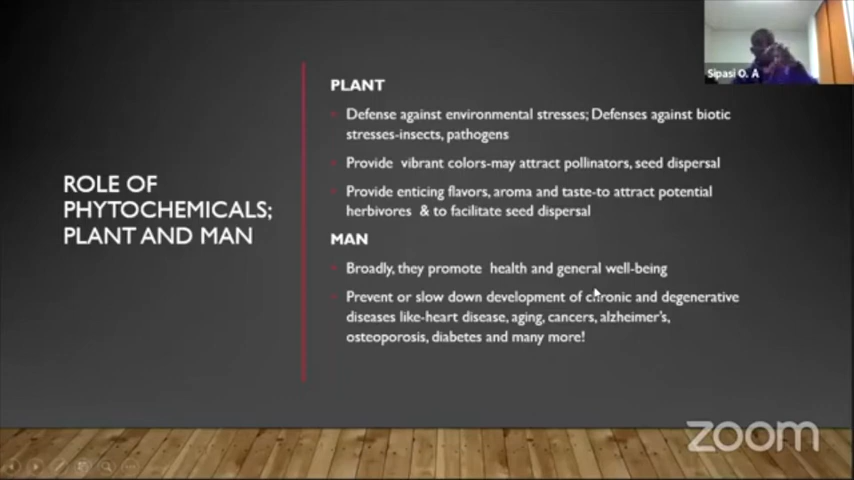 Sipasi O. A
ROLE OF
PHYTOCHEMICALS;
PLANT AND MAN
PLANT
Defense against environmental stresses; Defenses against biotic
stresses-insects, pathogens
Provide vibrant colors-may attract pollinators, seed dispersal
Provide enticing flavors, aroma and taste-to attract potential
herbivores & to facilitate seed dispersal
MAN
Broadly, they promote health and general well-being
Prevent or slow down development of chronic and degenerative
diseases like-heart disease, aging, cancers, alzheimer's,
osteoporosis, diabetes and many more!
zoom